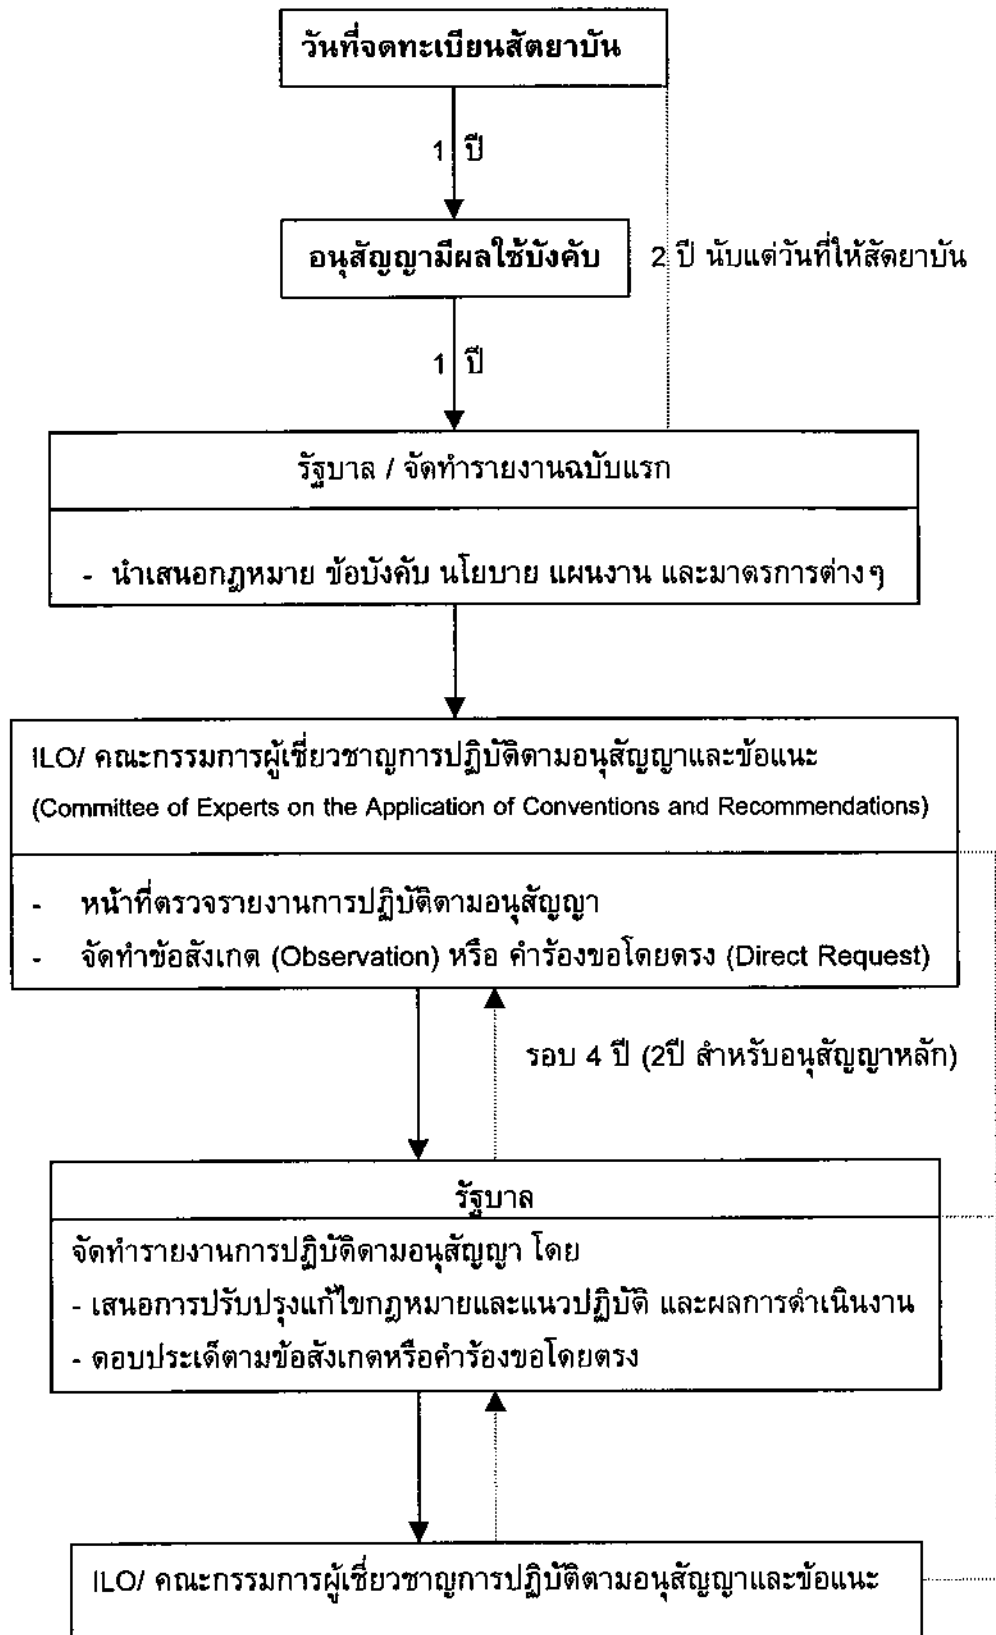 วันที่จดทะเบียนสัตยาบัน
1 ปี
อนุสัญญามีผลใช้บังคับ
2 ปี นับแต่วันที่ให้สัตยาบัน
1 ปี
รัฐบาล / จัดทำรายงานฉบับแรก
- นำเสนอกฎหมาย ข้อบังคับ นโยบาย แผนงาน และมาตรการต่างๆ
ILO/ คณะกรรมการผู้เชี่ยวชาญการปฏิบัติตามอนุสัญญาและข้อแนะ
(Committee of Experts on the Application of Conventions and Recommendations)
- หน้าที่ตรวจรายงานการปฏิบัติตามอนุสัญญา
- จัดทำข้อสังเกต (Observation) หรือ คำร้องขอโดยตรง (Direct Request)
รอบ 4 ปี (2ปี สำหรับอนุสัญญาหลัก)
รัฐบาล
จัดทำรายงานการปฏิบัติตามอนุสัญญา โดย
- เสนอการปรับปรุงแก้ไขกฎหมายและแนวปฏิบัติ และผลการดำเนินงาน
- ตอบประเด็ตามข้อสังเกตหรือคำร้องขอโดยตรง
ILO/ คณะกรรมการผู้เชี่ยวชาญการปฏิบัติตามอนุสัญญาและข้อแนะ